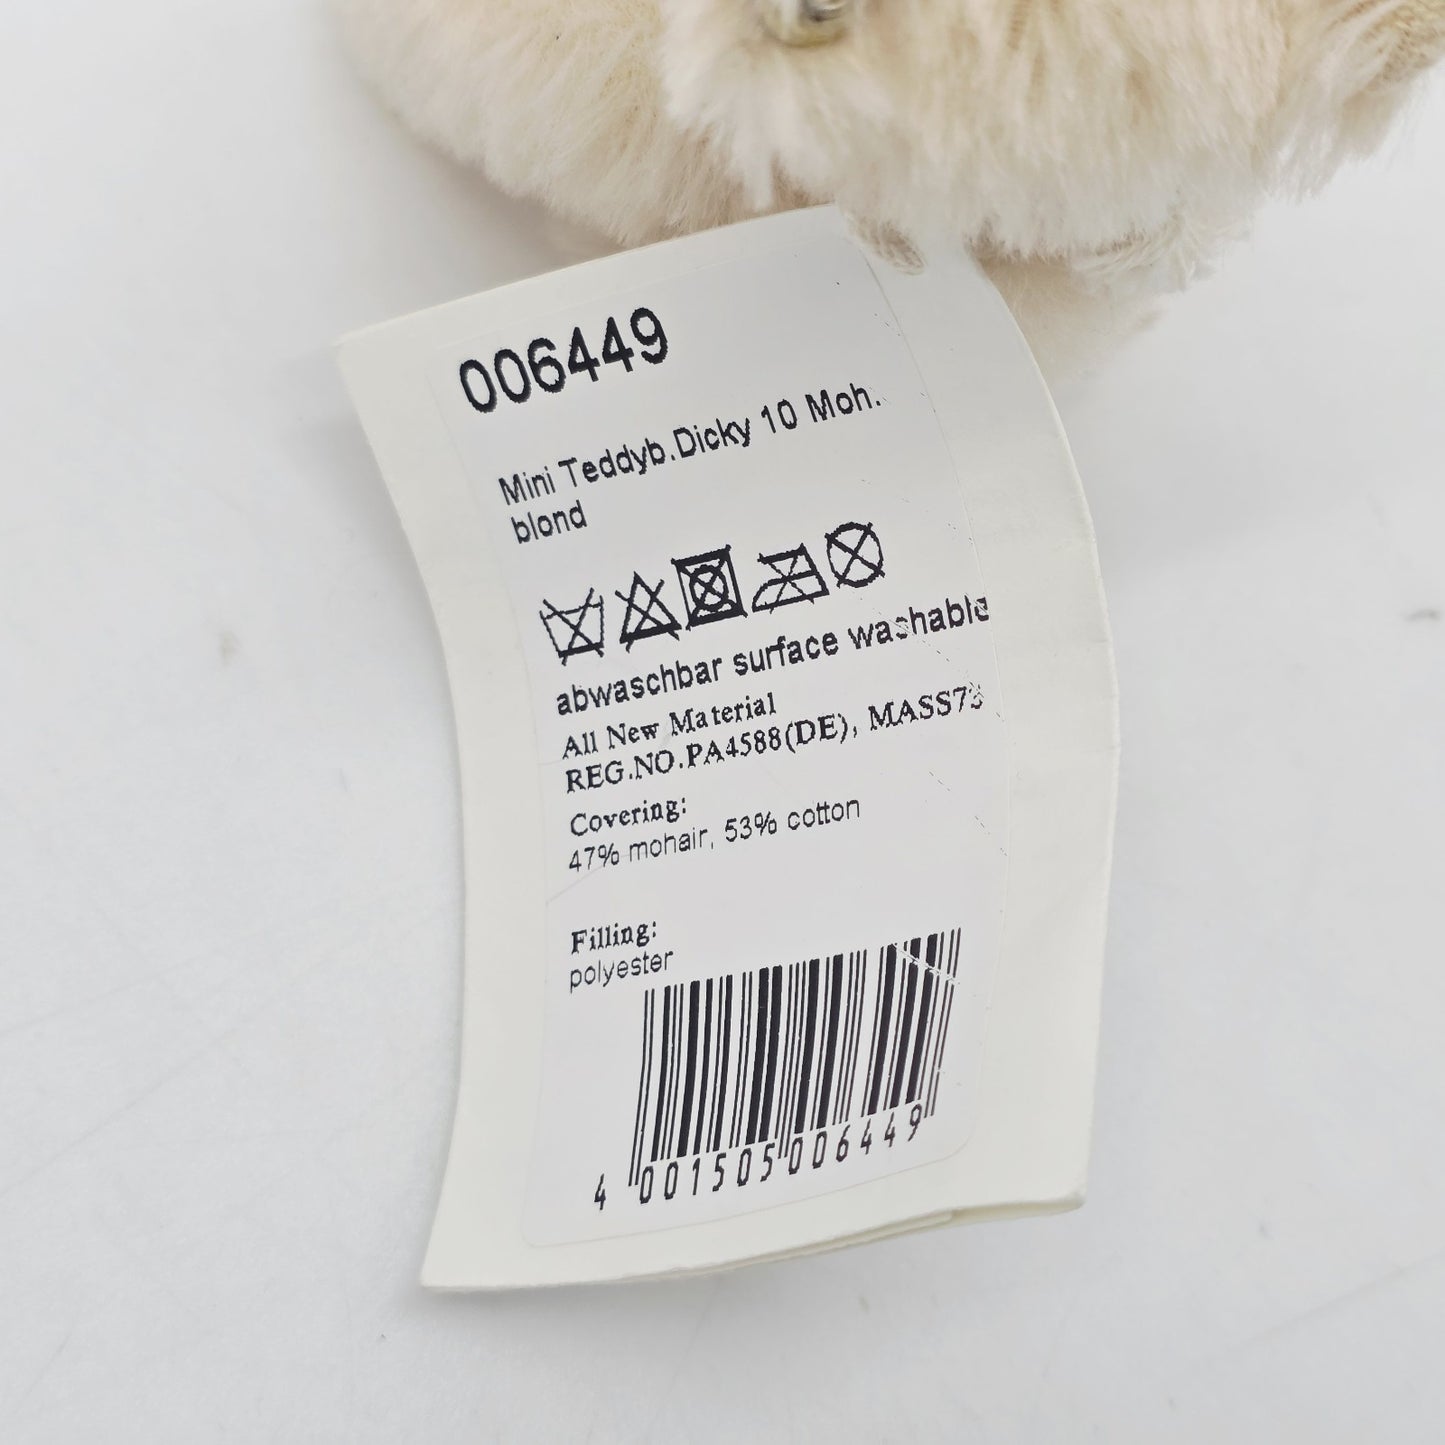 006449
Mini Teddyb.Dicky 10 Moh.
blond
abwaschbar surface washable
All New Material
REG.NO.PA4588(DE), MASS73
Covering:
47% mohair, 53% cotton
Filling:
polyester
4 001505 006449